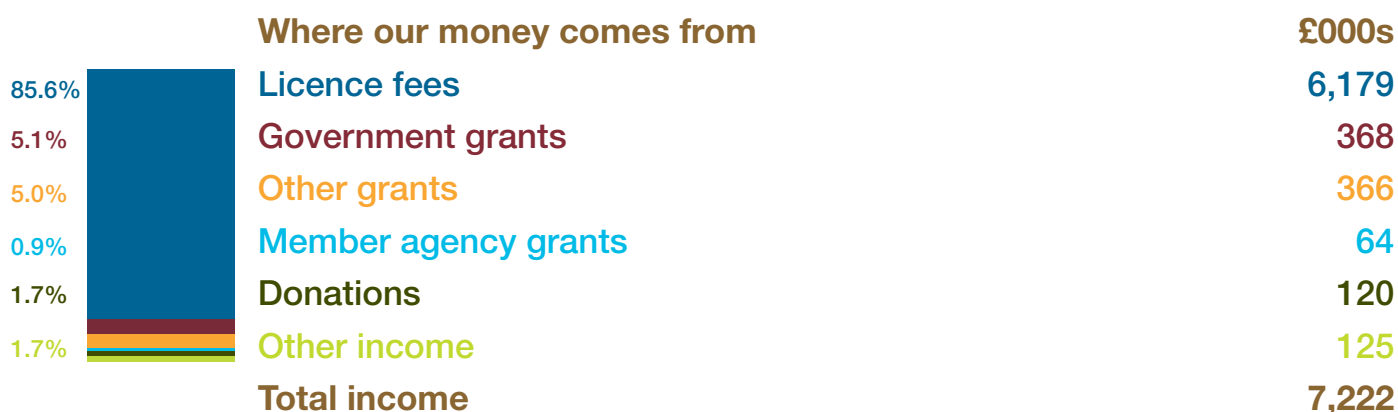 Where our money comes from £000s
85.6% Licence fees 6,179
5.1% Government grants 368
5.0% Other grants 366
0.9% Member agency grants 64
1.7% Donations 120
1.7% Other income 125
Total income 7,222